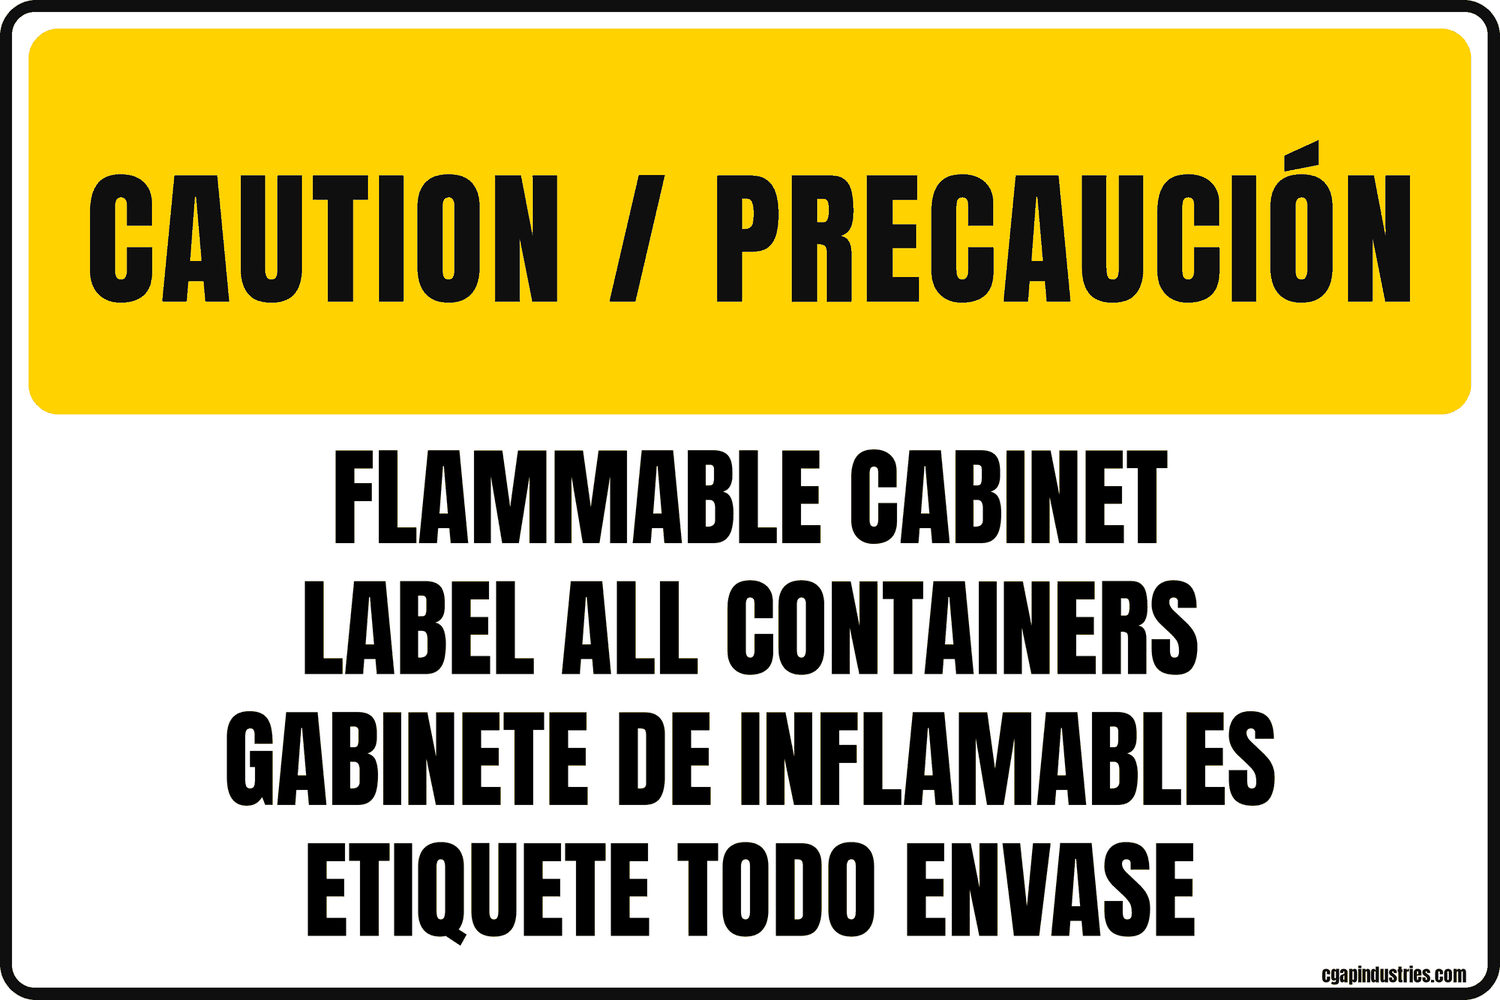 CAUTION / PRECAUCIÓN
FLAMMABLE CABINET
LABEL ALL CONTAINERS
GABINETE DE INFLAMABLES
ETIQUETE TODO ENVASE
cgapindustries.com